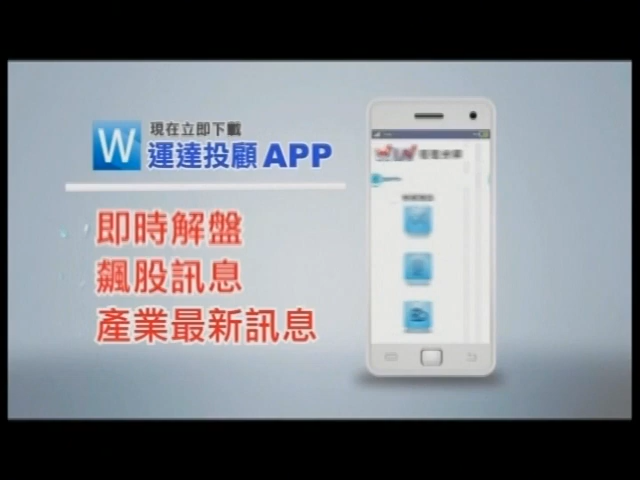 現在立即下載
W 運達投顧 APP
即時解盤
飆股訊息
產業最新訊息